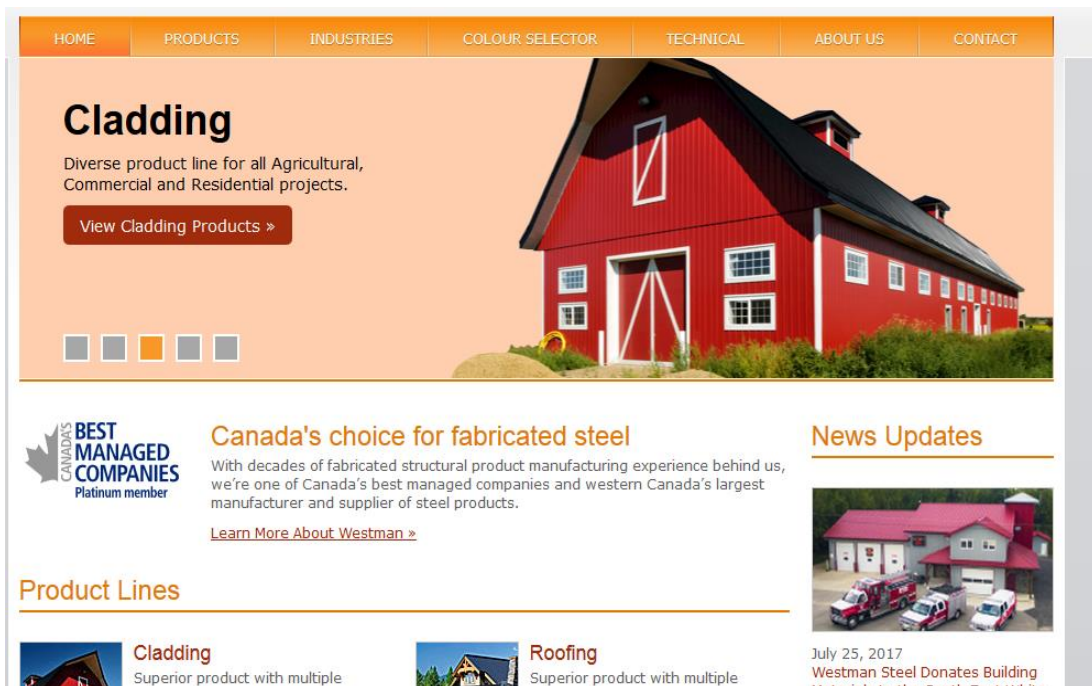 HOME PRODUCTS INDUSTRIES COLOUR SELECTOR TECHNICAL ABOUT US CONTACT
Cladding
Diverse product line for all Agricultural,
Commercial and Residential projects.
View Cladding Products »
CANADA'S
BEST
MANAGED
COMPANIES
Platinum member
Canada's choice for fabricated steel
With decades of fabricated structural product manufacturing experience behind us,
we're one of Canada's best managed companies and western Canada's largest
manufacturer and supplier of steel products.
Learn More About Westman »
News Updates
Product Lines
Cladding
Superior product with multiple
Roofing
Superior product with multiple
July 25, 2017
Westman Steel Donates Building